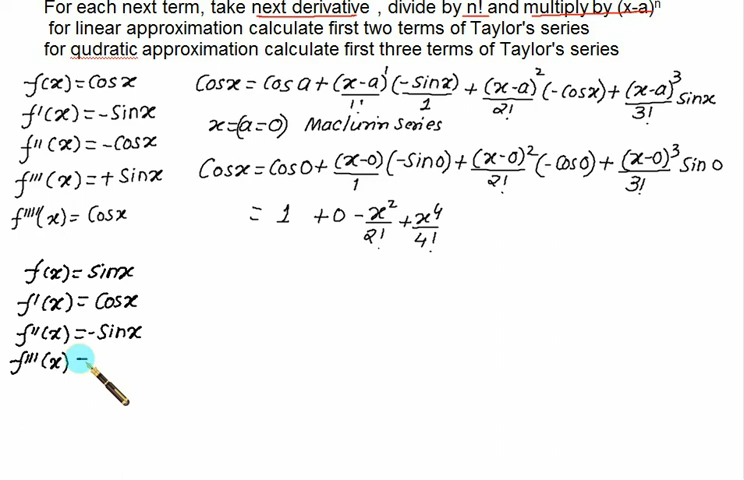 For each next term, take next derivative , divide by n! and multiply by (x-a)ⁿ
for linear approximation calculate first two terms of Taylor's series
for qudratic approximation calculate first three terms of Taylor's series
f(x)=Cosx
f'(x)=-Sinx
f''(x)=-Cosx
f'''(x)=+Sinx
f''''(x)=Cosx
Cosx=Cosa+(x-a)¹/1!(-Sinx)/1+(x-a)²/2!(-Cosx)+(x-a)³/3! Sinx
x=(a=0) Maclurin Series
Cosx=Cos0+(x-0)/1(-Sin0)+(x-0)²/2!(-Cos0)+(x-0)³/3! Sin0
= 1 +0-x²/2!+x⁴/4!
f(x)=Sinx
f'(x)=Cosx
f''(x)=-Sinx
f'''(x)=